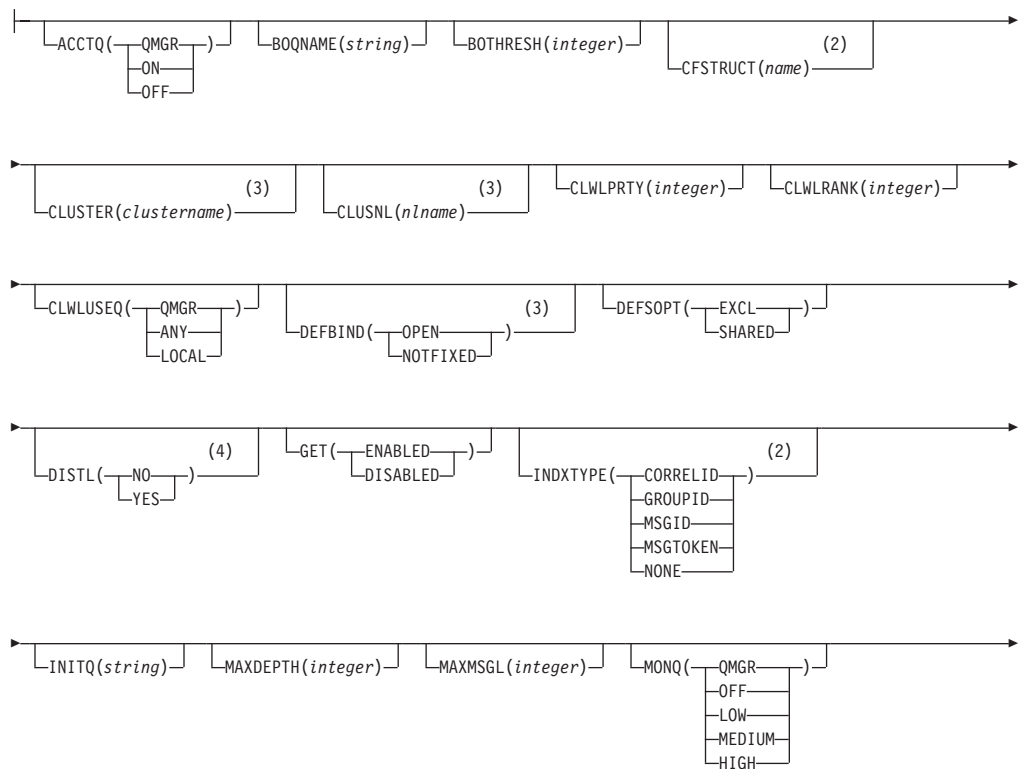 ACCTQ( QMGR ) BOQNAME(string) BOTHRESH(integer) (2)
ON CFSTRUCT(name)
OFF
(3) (3) CLWLPRTY(integer) CLWLRANK(integer)
CLUSTER(clustername) CLUSNL(nlname)
CLWLUSEQ( QMGR ) (3) DEFSOPT( EXCL )
ANY DEFBIND( OPEN ) SHARED
LOCAL NOTFIXED
(4) GET( ENABLED ) (2)
DISTL( NO ) DISABLED INDXTYPE( CORRELID )
YES GROUPID
MSGID
MSGTOKEN
NONE
INITQ(string) MAXDEPTH(integer) MAXMSGL(integer) MONQ( QMGR )
OFF
LOW
MEDIUM
HIGH